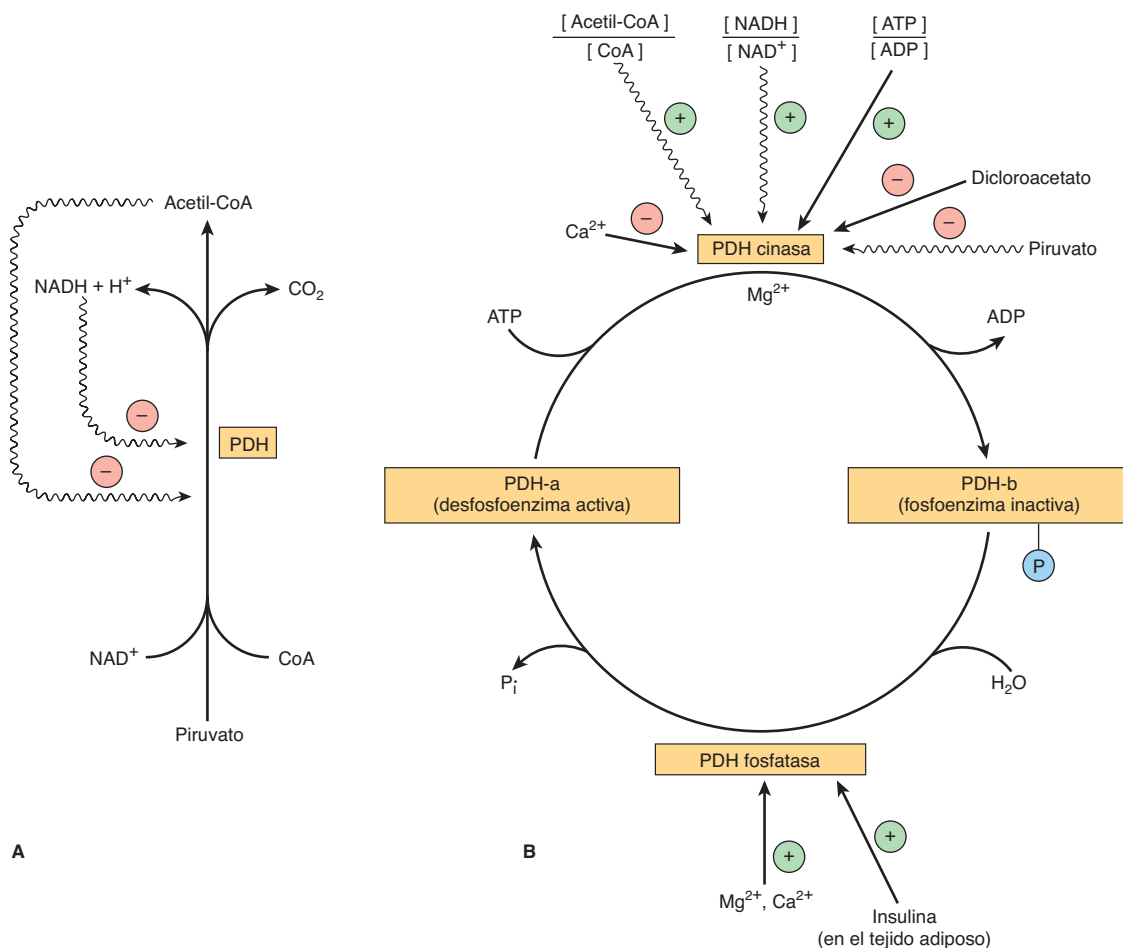 Acetil-CoA
NADH + H⁺
CO₂
−
−
PDH
NAD⁺
CoA
Piruvato
A
[ Acetil-CoA ]
[ CoA ]
[ NADH ]
[ NAD⁺ ]
[ ATP ]
[ ADP ]
+
+
+
−
Dicloroacetato
−
Piruvato
Ca²⁺
−
PDH cinasa
Mg²⁺
ATP
ADP
PDH-a
(desfosfoenzima activa)
PDH-b
(fosfoenzima inactiva)
P
Pᵢ
H₂O
PDH fosfatasa
+
+
Mg²⁺, Ca²⁺
Insulina
(en el tejido adiposo)
B